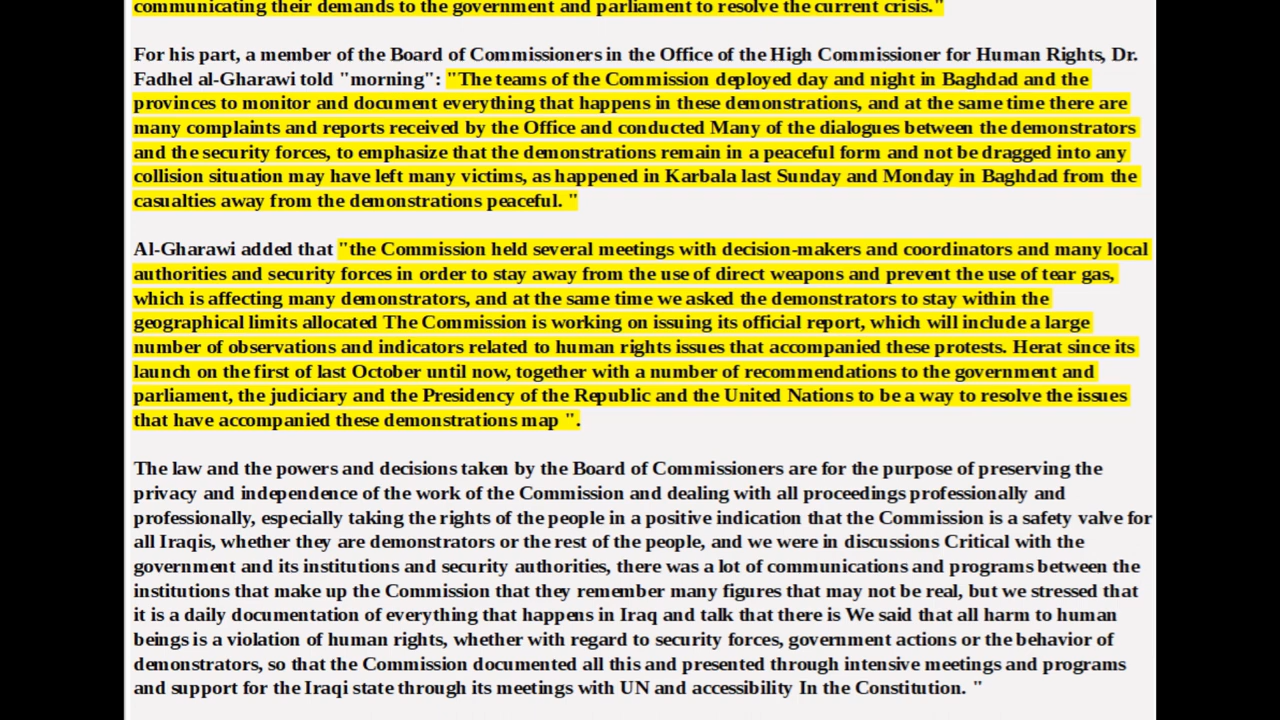 communicating their demands to the government and parliament to resolve the current crisis."
For his part, a member of the Board of Commissioners in the Office of the High Commissioner for Human Rights, Dr.
Fadhel al-Gharawi told "morning": "The teams of the Commission deployed day and night in Baghdad and the
provinces to monitor and document everything that happens in these demonstrations, and at the same time there are
many complaints and reports received by the Office and conducted Many of the dialogues between the demonstrators
and the security forces, to emphasize that the demonstrations remain in a peaceful form and not be dragged into any
collision situation may have left many victims, as happened in Karbala last Sunday and Monday in Baghdad from the
casualties away from the demonstrations peaceful. "
Al-Gharawi added that "the Commission held several meetings with decision-makers and coordinators and many local
authorities and security forces in order to stay away from the use of direct weapons and prevent the use of tear gas,
which is affecting many demonstrators, and at the same time we asked the demonstrators to stay within the
geographical limits allocated The Commission is working on issuing its official report, which will include a large
number of observations and indicators related to human rights issues that accompanied these protests. Herat since its
launch on the first of last October until now, together with a number of recommendations to the government and
parliament, the judiciary and the Presidency of the Republic and the United Nations to be a way to resolve the issues
that have accompanied these demonstrations map ".
The law and the powers and decisions taken by the Board of Commissioners are for the purpose of preserving the
privacy and independence of the work of the Commission and dealing with all proceedings professionally and
professionally, especially taking the rights of the people in a positive indication that the Commission is a safety valve for
all Iraqis, whether they are demonstrators or the rest of the people, and we were in discussions Critical with the
government and its institutions and security authorities, there was a lot of communications and programs between the
institutions that make up the Commission that they remember many figures that may not be real, but we stressed that
it is a daily documentation of everything that happens in Iraq and talk that there is We said that all harm to human
beings is a violation of human rights, whether with regard to security forces, government actions or the behavior of
demonstrators, so that the Commission documented all this and presented through intensive meetings and programs
and support for the Iraqi state through its meetings with UN and accessibility In the Constitution. "